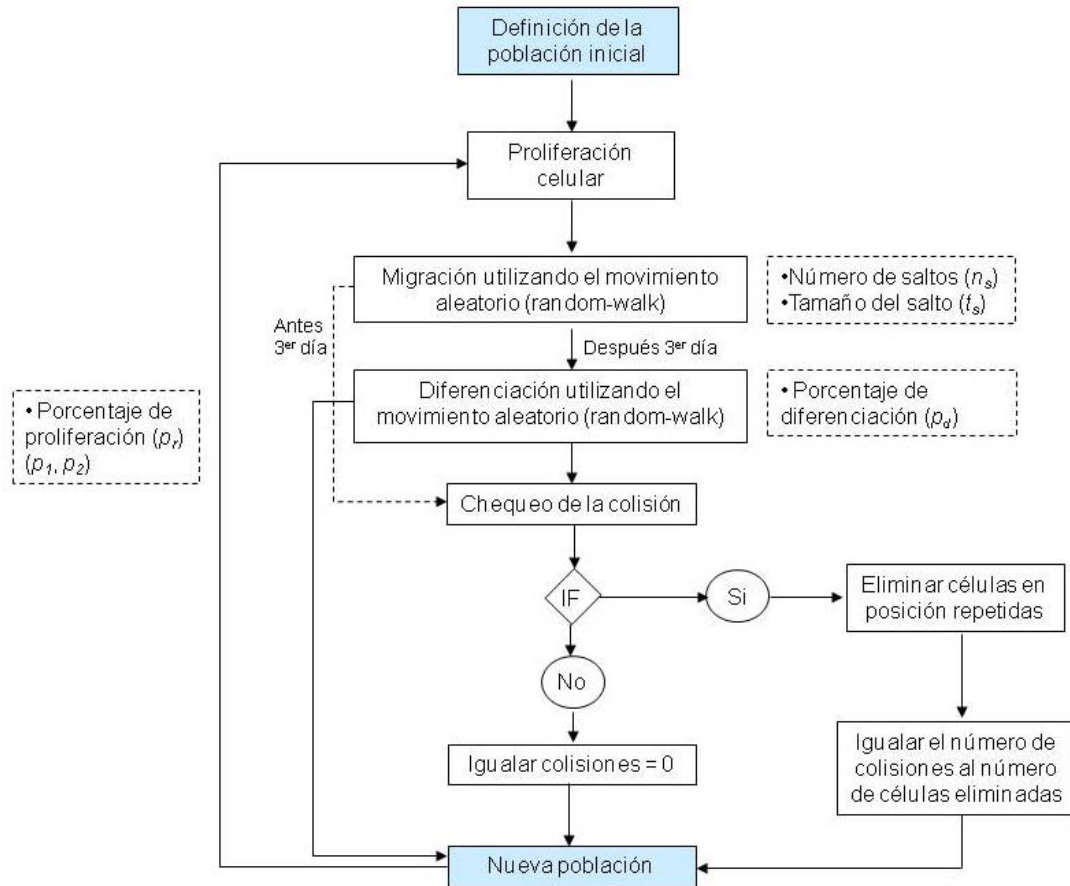 Definición de la
población inicial
Proliferación
celular
Migración utilizando el movimiento
aleatorio (random-walk)
•Número de saltos (nₛ)
•Tamaño del salto (tₛ)
Antes
3ᵉʳ día
Después 3ᵉʳ día
Diferenciación utilizando el
movimiento aleatorio (random-walk)
• Porcentaje de
diferenciación (p_d)
• Porcentaje de
proliferación (p_r)
(p₁, p₂)
Chequeo de la colisión
IF
Si
Eliminar células en
posición repetidas
No
Igualar colisiones = 0
Igualar el número de
colisiones al número
de células eliminadas
Nueva población